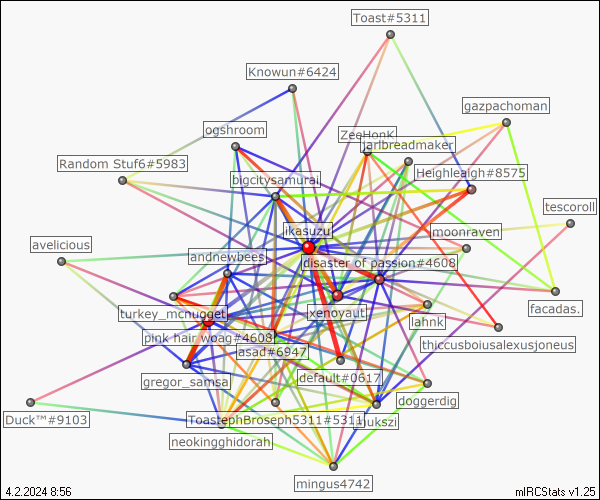 Toast#5311
Knowun#6424
gazpachoman
ogshroom
ZeeHonK
jarlbreadmaker
Random Stuf6#5983
Heighleaigh#8575
bigcitysamurai
tescoroll
ikasuzu
moonraven
avelicious
andnewbees
disaster of passion#4608
turkey_mcnugget
xenoyaut
facadas.
lahnk
pink hair woag#4608
thiccusboiusalexusjoneus
asad#6947
gregor_samsa
default#0617
doggerdig
Duck™#9103
ToastephBroseph5311#5311
neokingghidorah
mingus4742
4.2.2024 8:56
mIRCStats v1.25